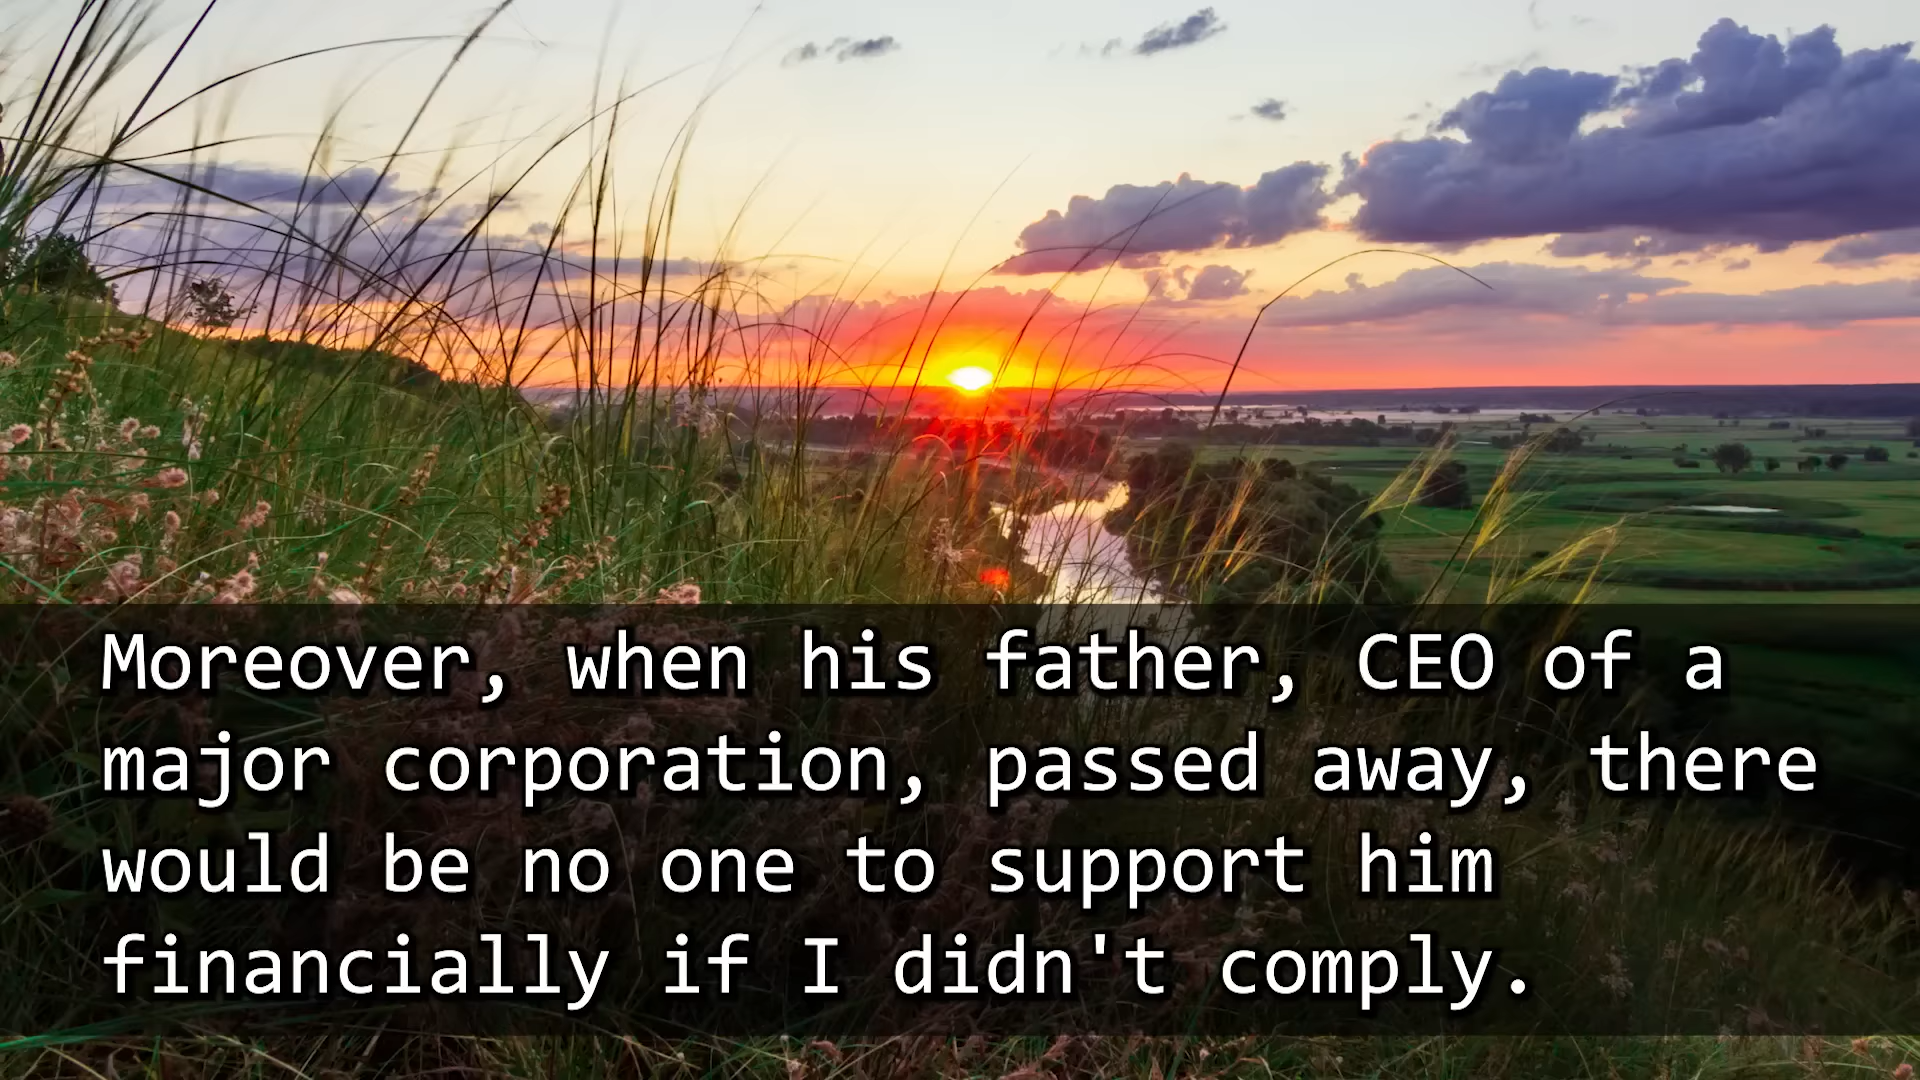 Moreover, when his father, CEO of a
major corporation, passed away, there
would be no one to support him
financially if I didn't comply.